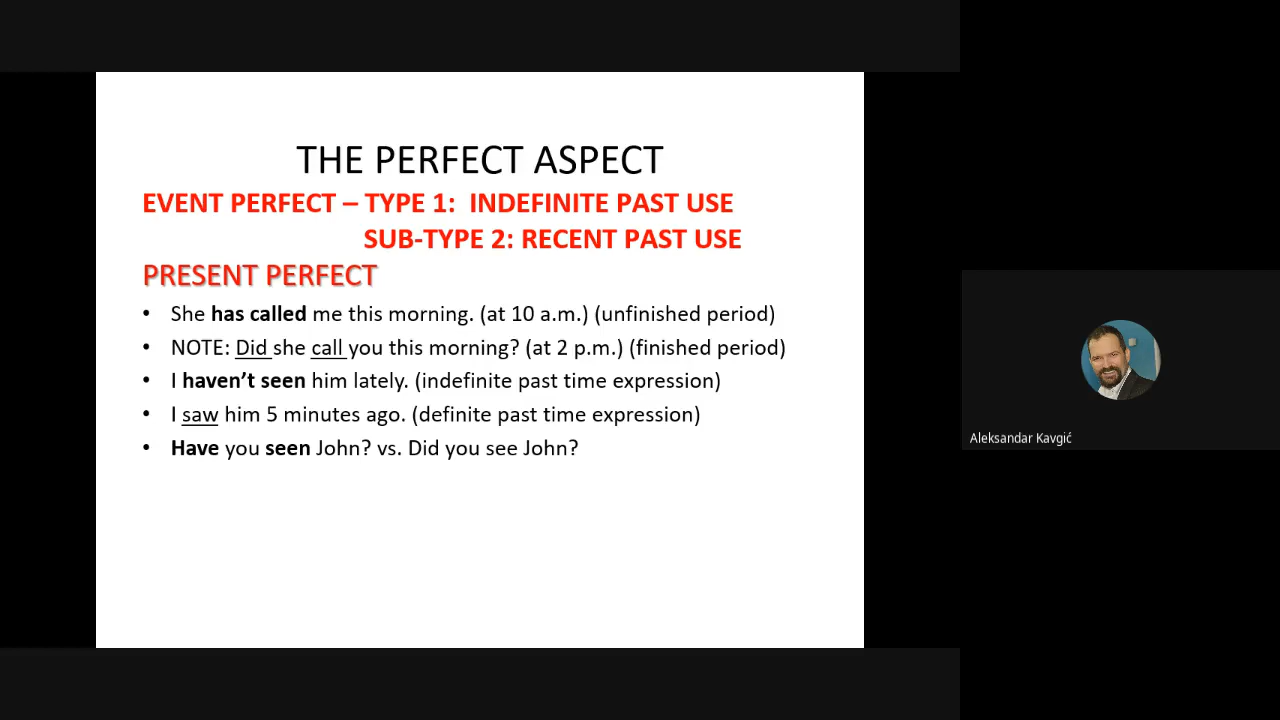 THE PERFECT ASPECT
EVENT PERFECT – TYPE 1: INDEFINITE PAST USE
SUB-TYPE 2: RECENT PAST USE
PRESENT PERFECT
• She has called me this morning. (at 10 a.m.) (unfinished period)
• NOTE: Did she call you this morning? (at 2 p.m.) (finished period)
• I haven’t seen him lately. (indefinite past time expression)
• I saw him 5 minutes ago. (definite past time expression)
• Have you seen John? vs. Did you see John?
Aleksandar Kavgić